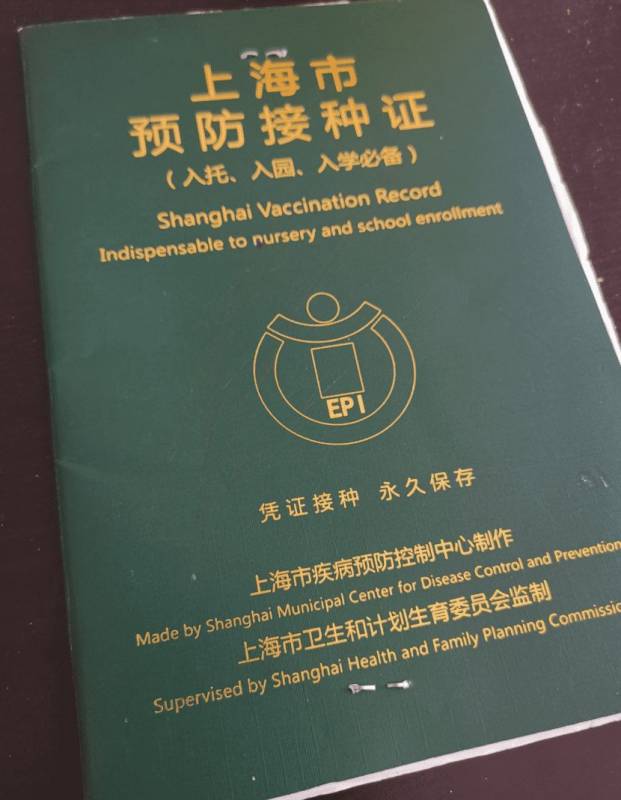 上海市
预防接种证
（入托、入园、入学必备）
Shanghai Vaccination Record
Indispensable to nursery and school enrollment
EPI
凭证接种 永久保存
上海市疾病预防控制中心制作
Made by Shanghai Municipal Center for Disease Control and Prevention
上海市卫生和计划生育委员会监制
Supervised by Shanghai Health and Family Planning Commissio